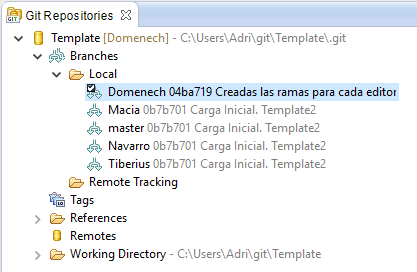 Git Repositories
Template [Domenech] - C:\Users\Adri\git\Template\.git
Branches
Local
Domenech 04ba719 Creadas las ramas para cada editor
Macia 0b7b701 Carga Inicial. Template2
master 0b7b701 Carga Inicial. Template2
Navarro 0b7b701 Carga Inicial. Template2
Tiberius 0b7b701 Carga Inicial. Template2
Remote Tracking
Tags
References
Remotes
Working Directory - C:\Users\Adri\git\Template